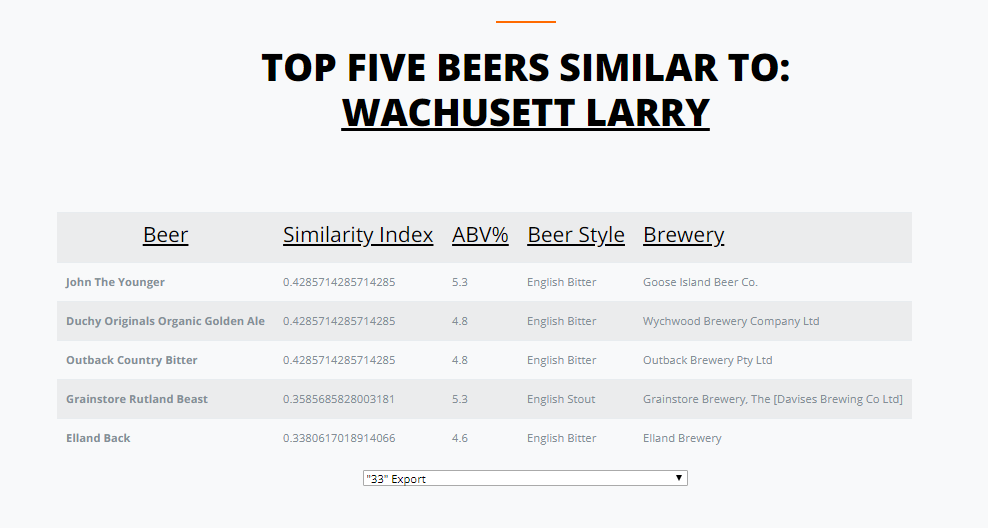 TOP FIVE BEERS SIMILAR TO:
WACHUSETT LARRY
Beer Similarity Index ABV% Beer Style Brewery
John The Younger 0.4285714285714285 5.3 English Bitter Goose Island Beer Co.
Duchy Originals Organic Golden Ale 0.4285714285714285 4.8 English Bitter Wychwood Brewery Company Ltd
Outback Country Bitter 0.4285714285714285 4.8 English Bitter Outback Brewery Pty Ltd
Grainstore Rutland Beast 0.3585685828003181 5.3 English Stout Grainstore Brewery, The [Davises Brewing Co Ltd]
Elland Back 0.3380617018914066 4.6 English Bitter Elland Brewery
"33" Export